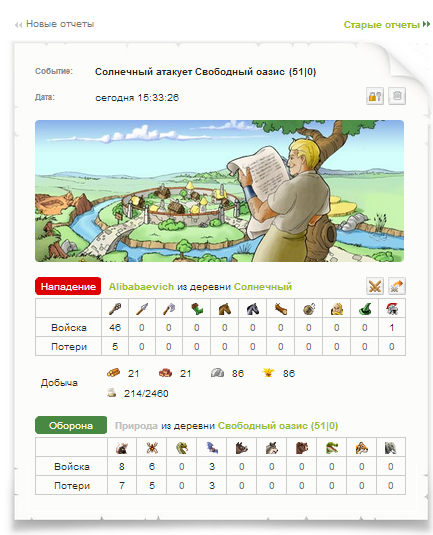 Новые отчеты Старые отчеты
Событие: Солнечный атакует Свободный оазис (51|0)
Дата: сегодня 15:33:26
Нападение Alibabaevich из деревни Солнечный
Войска 46 0 0 0 0 0 0 0 0 0 1
Потери 5 0 0 0 0 0 0 0 0 0 0
Добыча 21 21 86 86
214/2460
Оборона Природа из деревни Свободный оазис (51|0)
Войска 8 6 0 3 0 0 0 0 0 0
Потери 7 5 0 3 0 0 0 0 0 0